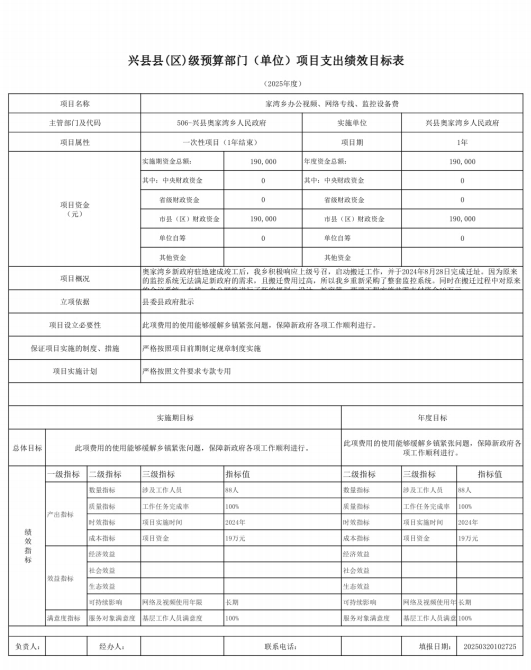 兴县县(区)级预算部门（单位）项目支出绩效目标表
（2025年度）
项目名称 家湾乡办公视频、网络专线、监控设备费
主管部门及代码 506-兴县奥家湾乡人民政府 实施单位 兴县奥家湾乡人民政府
项目属性 一次性项目（1年结束） 项目期 1年
项目资金（元） 实施期资金总额： 190,000 年度资金总额： 190,000
其中：中央财政资金 0 其中：中央财政资金 0
省级财政资金 0 省级财政资金 0
市县（区）财政资金 190,000 市县（区）财政资金 190,000
单位自筹 0 单位自筹 0
其他资金 其他资金
项目概况 奥家湾乡新政府驻地建成竣工后，我乡积极响应上级号召，启动搬迁工作，并于2024年8月28日完成迁址。因为原来
的监控系统无法满足新政府的需求，且搬迁费用过高，所以我乡重新采购了整套监控系统。同时在搬迁过程中对原来
立项依据 县委县政府批示
项目设立必要性 此项费用的使用能够缓解乡镇紧张问题，保障新政府各项工作顺利进行。
保证项目实施的制度、措施 严格按照项目前期制定规章制度实施
项目实施计划 严格按照文件要求专款专用
实施期目标 年度目标
总体目标 此项费用的使用能够缓解乡镇紧张问题，保障新政府各项工作顺利进行。 此项费用的使用能够缓解乡镇紧张问题，保障新政府各
项工作顺利进行。
绩效指标 一级指标 二级指标 三级指标 指标值 二级指标 三级指标 指标值
产出指标 数量指标 涉及工作人员 88人 数量指标 涉及工作人员 88人
质量指标 工作任务完成率 100% 质量指标 工作任务完成率 100%
时效指标 项目实施时间 2024年 时效指标 项目实施时间 2024年
成本指标 项目资金 19万元 成本指标 项目资金 19万元
效益指标 经济效益 经济效益
社会效益 社会效益
生态效益 生态效益
可持续影响 网络及视频使用年限 长期 可持续影响 网络及视频使用年 长期
满意度指标 服务对象满意度 基层工作人员满意度 100% 服务对象满意度 基层工作人员满意 100%
负责人： 经办人： 联系电话： 填报日期： 20250320102725